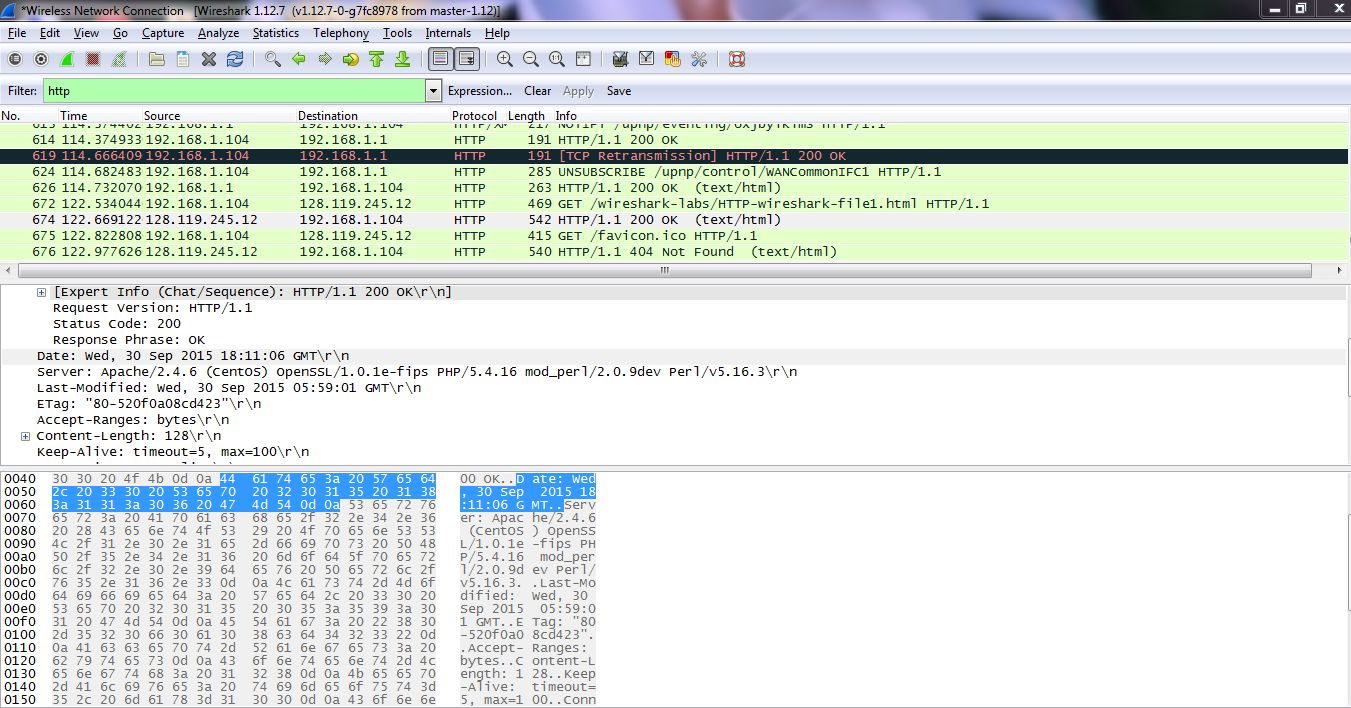 *Wireless Network Connection [Wireshark 1.12.7 (v1.12.7-0-g7fc8978 from master-1.12)]
File Edit View Go Capture Analyze Statistics Telephony Tools Internals Help
Filter: http Expression... Clear Apply Save
No. Time Source Destination Protocol Length Info
614 114.374933 192.168.1.104 192.168.1.1 HTTP 191 HTTP/1.1 200 OK
619 114.666409 192.168.1.104 192.168.1.1 HTTP 191 [TCP Retransmission] HTTP/1.1 200 OK
624 114.682483 192.168.1.104 192.168.1.1 HTTP 285 UNSUBSCRIBE /upnp/control/WANCommonIFC1 HTTP/1.1
626 114.732070 192.168.1.1 192.168.1.104 HTTP 263 HTTP/1.1 200 OK (text/html)
672 122.534044 192.168.1.104 128.119.245.12 HTTP 469 GET /wireshark-labs/HTTP-wireshark-file1.html HTTP/1.1
674 122.669122 128.119.245.12 192.168.1.104 HTTP 542 HTTP/1.1 200 OK (text/html)
675 122.822808 192.168.1.104 128.119.245.12 HTTP 415 GET /favicon.ico HTTP/1.1
676 122.977626 128.119.245.12 192.168.1.104 HTTP 540 HTTP/1.1 404 Not Found (text/html)
[Expert Info (Chat/Sequence): HTTP/1.1 200 OK\r\n]
Request Version: HTTP/1.1
Status Code: 200
Response Phrase: OK
Date: Wed, 30 Sep 2015 18:11:06 GMT\r\n
Server: Apache/2.4.6 (CentOS) OpenSSL/1.0.1e-fips PHP/5.4.16 mod_perl/2.0.9dev Perl/v5.16.3\r\n
Last-Modified: Wed, 30 Sep 2015 05:59:01 GMT\r\n
ETag: "80-520f0a08cd423"\r\n
Accept-Ranges: bytes\r\n
Content-Length: 128\r\n
Keep-Alive: timeout=5, max=100\r\n
0040 30 30 20 4f 4b 0d 0a 44 61 74 65 3a 20 57 65 64 00 OK..D ate: Wed
0050 2c 20 33 30 20 53 65 70 20 32 30 31 35 20 31 38 , 30 Sep 2015 18
0060 3a 31 31 3a 30 36 20 47 4d 54 0d 0a 53 65 72 76 :11:06 G MT..Serv
0070 65 72 3a 20 41 70 61 63 68 65 2f 32 2e 34 2e 36 er: Apac he/2.4.6
0080 20 28 43 65 6e 74 4f 53 29 20 4f 70 65 6e 53 53 (CentOS ) OpenSS
0090 4c 2f 31 2e 30 2e 31 65 2d 66 69 70 73 20 50 48 L/1.0.1e -fips PH
00a0 50 2f 35 2e 34 2e 31 36 20 6d 6f 64 5f 70 65 72 P/5.4.16 mod_per
00b0 6c 2f 32 2e 30 2e 39 64 65 76 20 50 65 72 6c 2f l/2.0.9d ev Perl/
00c0 76 35 2e 31 36 2e 33 0d 0a 4c 61 73 74 2d 4d 6f v5.16.3. .Last-Mo
00d0 64 69 66 69 65 64 3a 20 57 65 64 2c 20 33 30 20 dified: Wed, 30
00e0 53 65 70 20 32 30 31 35 20 30 35 3a 35 39 3a 30 Sep 2015 05:59:0
00f0 31 20 47 4d 54 0d 0a 45 54 61 67 3a 20 22 38 30 1 GMT..E Tag: "80
0100 2d 35 32 30 66 30 61 30 38 63 64 34 32 33 22 0d -520f0a0 8cd423".
0110 0a 41 63 63 65 70 74 2d 52 61 6e 67 65 73 3a 20 .Accept- Ranges:
0120 62 79 74 65 73 0d 0a 43 6f 6e 74 65 6e 74 2d 4c bytes..C ontent-L
0130 65 6e 67 74 68 3a 20 31 32 38 0d 0a 4b 65 65 70 ength: 1 28..Keep
0140 2d 41 6c 69 76 65 3a 20 74 69 6d 65 6f 75 74 3d -Alive: timeout=
0150 35 2c 20 6d 61 78 3d 31 30 30 0d 0a 43 6f 6e 6e 5, max=1 00..Conn